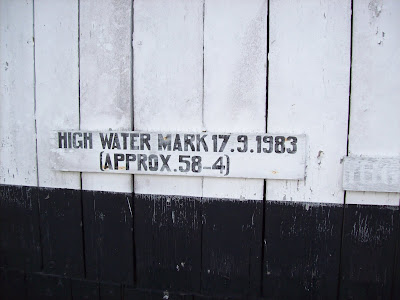 HIGH WATER MARK 17.9.1983
(APPROX.58-4)